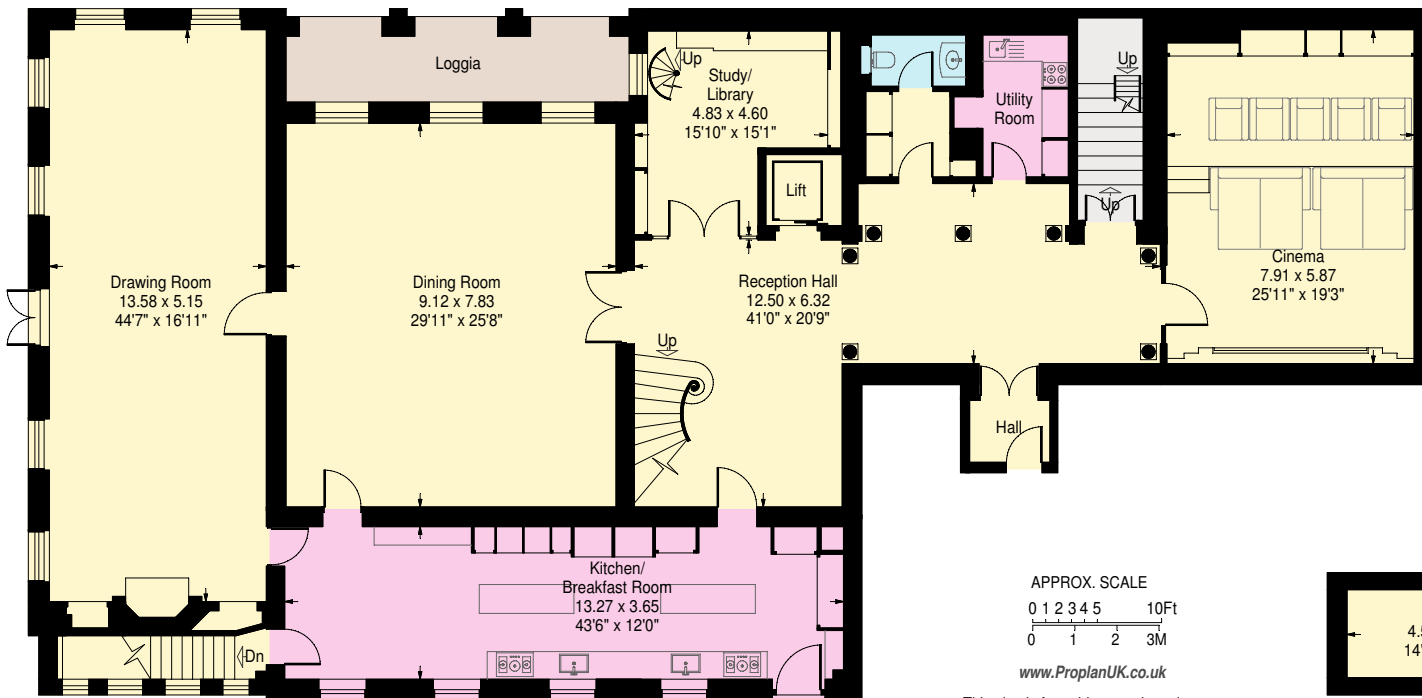 Loggia
Up
Study/
Library
4.83 x 4.60
15'10" x 15'1"
Utility
Room
Up
Lift
Up
Drawing Room
13.58 x 5.15
44'7" x 16'11"
Dining Room
9.12 x 7.83
29'11" x 25'8"
Reception Hall
12.50 x 6.32
41'0" x 20'9"
Cinema
7.91 x 5.87
25'11" x 19'3"
Up
Hall
Kitchen/
Breakfast Room
13.27 x 3.65
43'6" x 12'0"
Dn
APPROX. SCALE
0 1 2 3 4 5 10Ft
0 1 2 3M
www.ProplanUK.co.uk